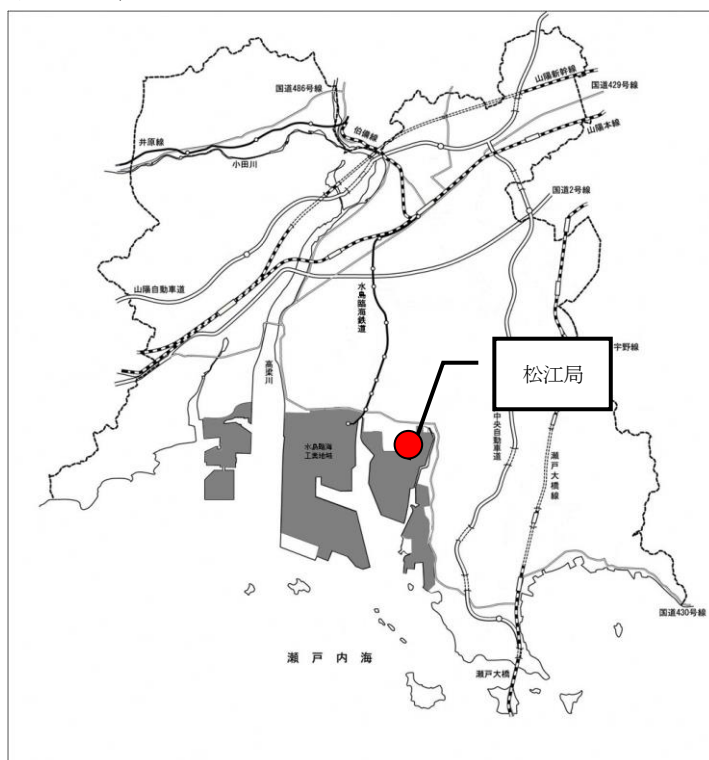 山陽新幹線
国道486号線
国道429号線
伯備線
山陽本線
井原線
小田川
国道2号線
山陽自動車道
水島臨海鉄道
高梁川
宇野線
松江局
中央自動車道
水島臨海
工業地域
瀬戸大橋線
国道430号線
瀬戸内海
瀬戸大橋